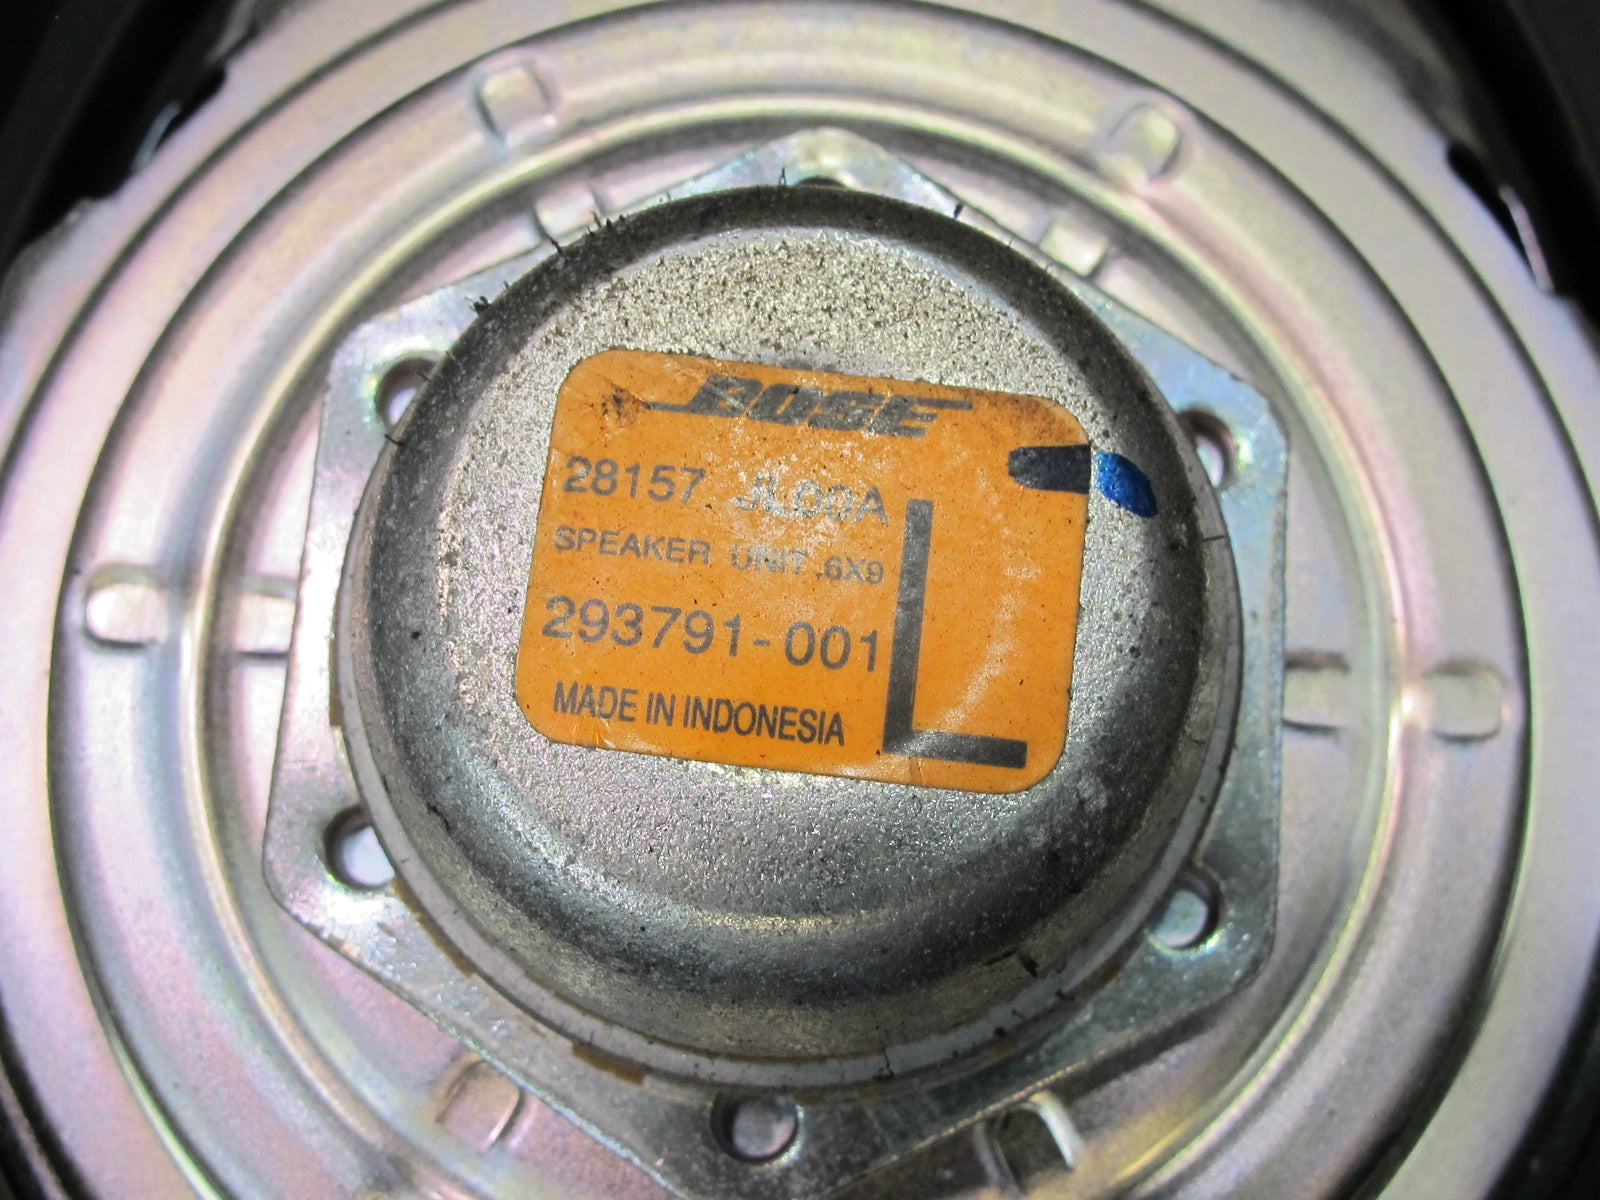 BOSE
28157 JL00A
SPEAKER UNIT,6X9
293791-001
MADE IN INDONESIA
L